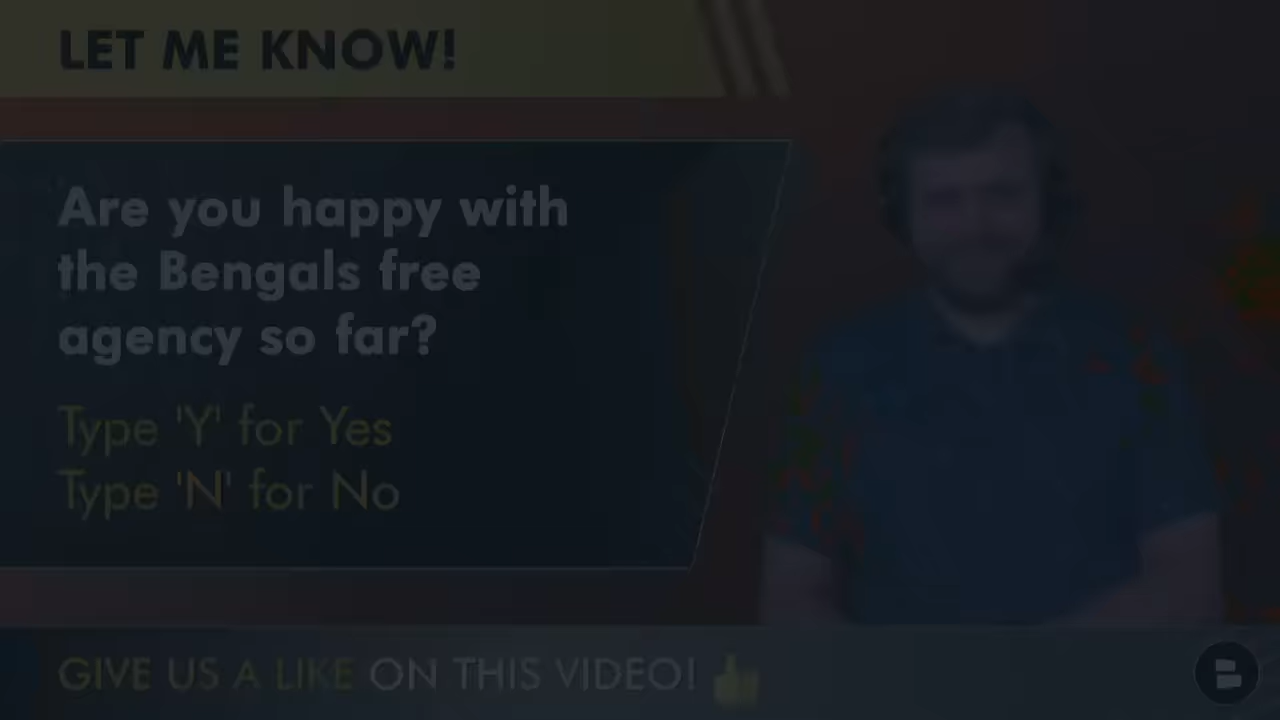 LET ME KNOW!
Are you happy with
the Bengals free
agency so far?
Type 'Y' for Yes
Type 'N' for No
GIVE US A LIKE ON THIS VIDEO!